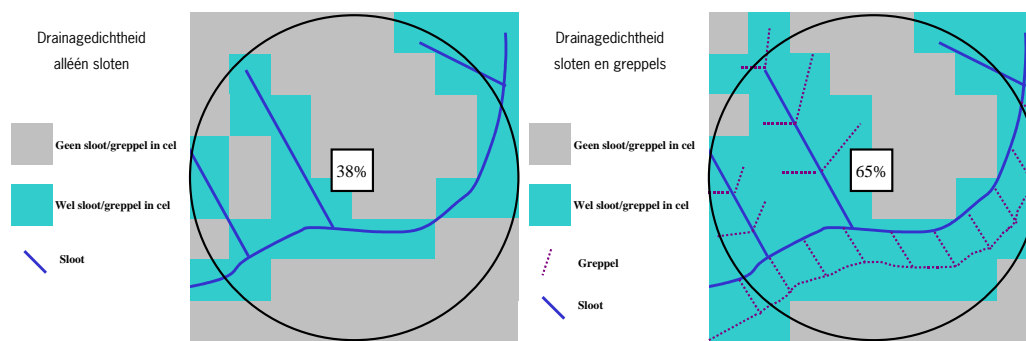 Drainagedichtheid
alléén sloten
Geen sloot/greppel in cel
Wel sloot/greppel in cel
Sloot
38%
Drainagedichtheid
sloten en greppels
Geen sloot/greppel in cel
Wel sloot/greppel in cel
Greppel
Sloot
65%